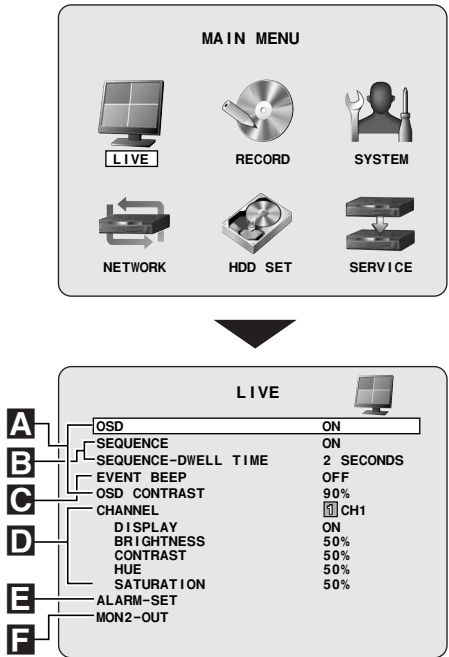 MAIN MENU
LIVE RECORD SYSTEM
NETWORK HDD SET SERVICE
LIVE
A OSD ON
B SEQUENCE ON
SEQUENCE-DWELL TIME 2 SECONDS
C EVENT BEEP OFF
OSD CONTRAST 90%
D CHANNEL 1 CH1
DISPLAY ON
BRIGHTNESS 50%
CONTRAST 50%
HUE 50%
SATURATION 50%
E ALARM-SET
F MON2-OUT